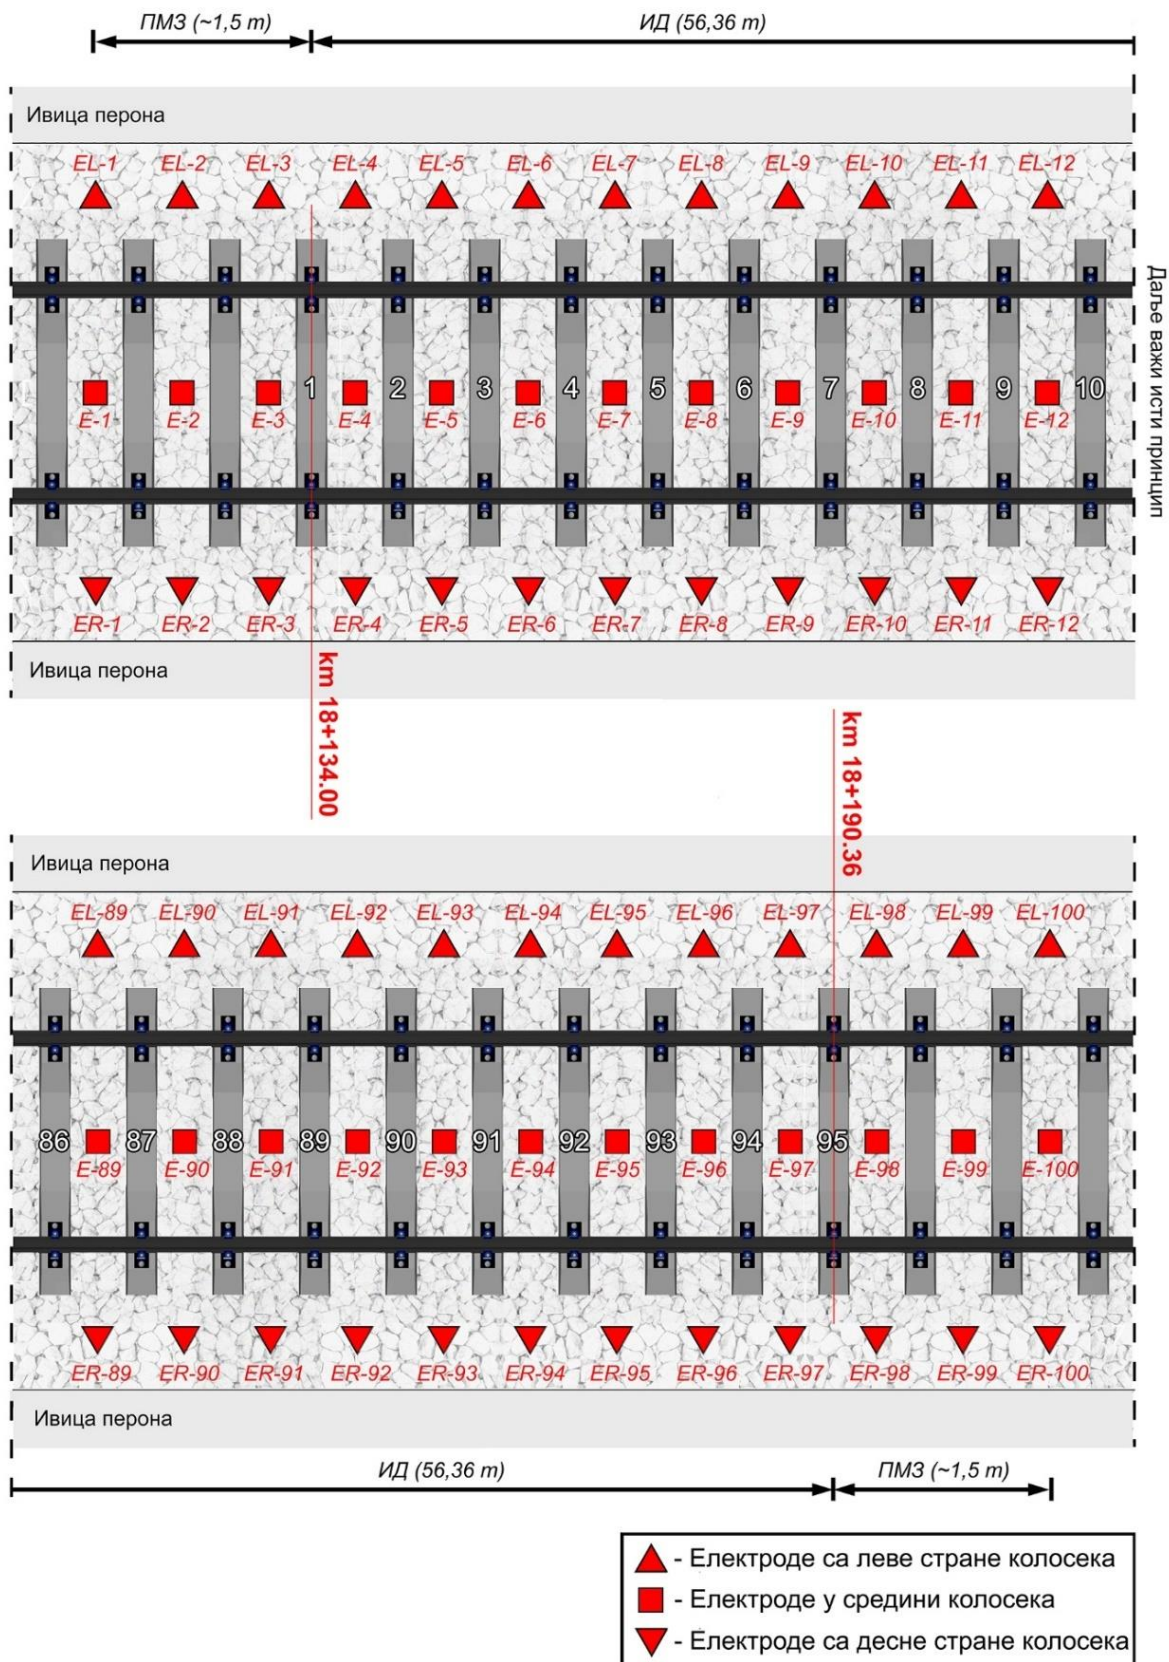 ПМЗ (~1,5 m) ИД (56,36 m)
Ивица перона
EL-1 EL-2 EL-3 EL-4 EL-5 EL-6 EL-7 EL-8 EL-9 EL-10 EL-11 EL-12
1 2 3 4 5 6 7 8 9 10
E-1 E-2 E-3 E-4 E-5 E-6 E-7 E-8 E-9 E-10 E-11 E-12
ER-1 ER-2 ER-3 ER-4 ER-5 ER-6 ER-7 ER-8 ER-9 ER-10 ER-11 ER-12
Ивица перона
Даље важи исти принцип
km 18+134.00
km 18+190.36
Ивица перона
EL-89 EL-90 EL-91 EL-92 EL-93 EL-94 EL-95 EL-96 EL-97 EL-98 EL-99 EL-100
86 87 88 89 90 91 92 93 94 95
E-89 E-90 E-91 E-92 E-93 E-94 E-95 E-96 E-97 E-98 E-99 E-100
ER-89 ER-90 ER-91 ER-92 ER-93 ER-94 ER-95 ER-96 ER-97 ER-98 ER-99 ER-100
Ивица перона
ИД (56,36 m) ПМЗ (~1,5 m)
- Електроде са леве стране колосека
- Електроде у средини колосека
- Електроде са десне стране колосека